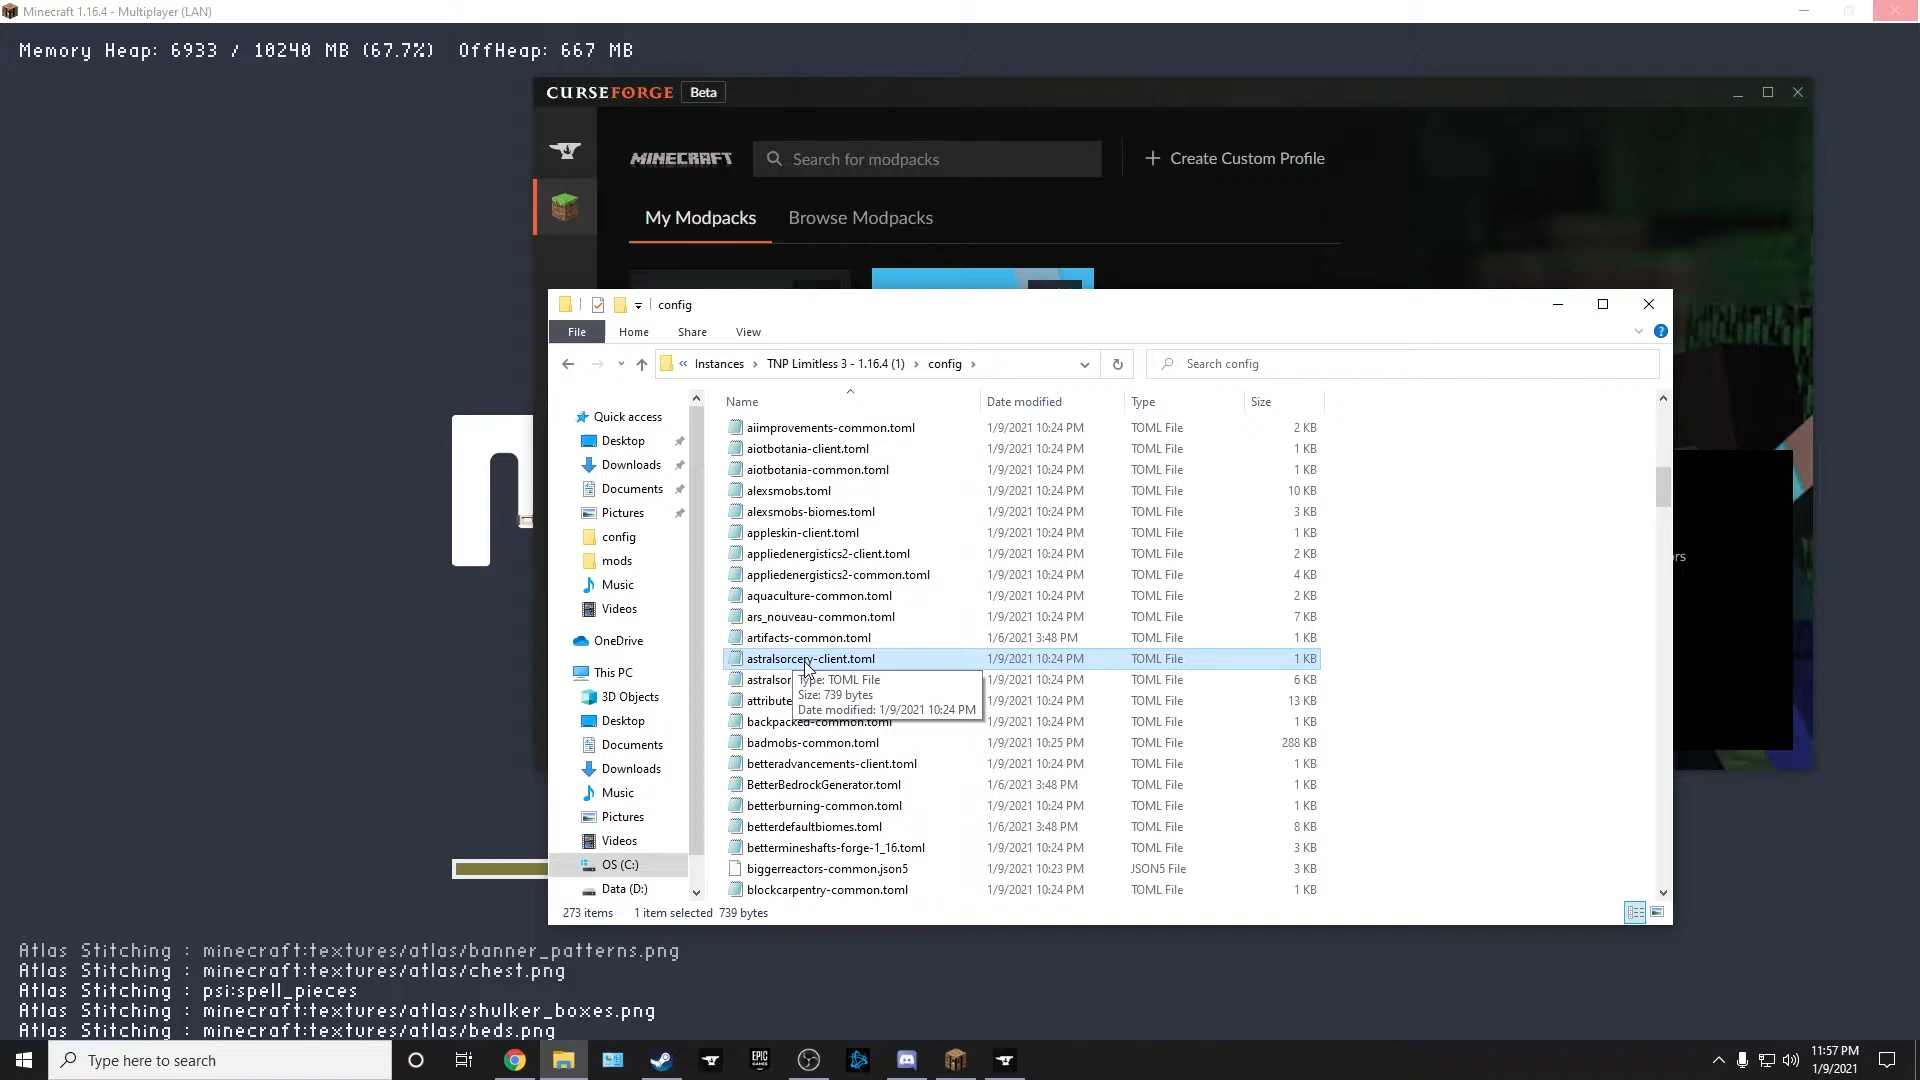 Minecraft 1.16.4 - Multiplayer (LAN)
Memory Heap: 6933 / 10240 MB (67.7%)  OffHeap: 667 MB
CURSEFORGE Beta
MINECRAFT
Search for modpacks
Create Custom Profile
My Modpacks
Browse Modpacks
config
File
Home
Share
View
« Instances › TNP Limitless 3 - 1.16.4 (1) › config ›
Search config
Name
Date modified
Type
Size
Quick access
Desktop
Downloads
Documents
Pictures
config
mods
Music
Videos
OneDrive
This PC
3D Objects
Desktop
Documents
Downloads
Music
Pictures
Videos
OS (C:)
Data (D:)
aiimprovements-common.toml 1/9/2021 10:24 PM TOML File 2 KB
aiotbotania-client.toml 1/9/2021 10:24 PM TOML File 1 KB
aiotbotania-common.toml 1/9/2021 10:24 PM TOML File 1 KB
alexsmobs.toml 1/9/2021 10:24 PM TOML File 10 KB
alexsmobs-biomes.toml 1/9/2021 10:24 PM TOML File 3 KB
appleskin-client.toml 1/9/2021 10:24 PM TOML File 1 KB
appliedenergistics2-client.toml 1/9/2021 10:24 PM TOML File 2 KB
appliedenergistics2-common.toml 1/9/2021 10:24 PM TOML File 4 KB
aquaculture-common.toml 1/9/2021 10:24 PM TOML File 2 KB
ars_nouveau-common.toml 1/9/2021 10:24 PM TOML File 7 KB
artifacts-common.toml 1/6/2021 3:48 PM TOML File 1 KB
astralsorcery-client.toml 1/9/2021 10:24 PM TOML File 1 KB
astralsor 1/9/2021 10:24 PM TOML File 6 KB
attribute 1/9/2021 10:24 PM TOML File 13 KB
backpacked-common.toml 1/9/2021 10:24 PM TOML File 1 KB
badmobs-common.toml 1/9/2021 10:25 PM TOML File 288 KB
betteradvancements-client.toml 1/9/2021 10:24 PM TOML File 1 KB
BetterBedrockGenerator.toml 1/6/2021 3:48 PM TOML File 1 KB
betterburning-common.toml 1/9/2021 10:24 PM TOML File 1 KB
betterdefaultbiomes.toml 1/6/2021 3:48 PM TOML File 8 KB
bettermineshafts-forge-1_16.toml 1/9/2021 10:24 PM TOML File 3 KB
biggerreactors-common.json5 1/9/2021 10:23 PM JSON5 File 3 KB
blockcarpentry-common.toml 1/9/2021 10:24 PM TOML File 1 KB
Type: TOML File
Size: 739 bytes
Date modified: 1/9/2021 10:24 PM
273 items
1 item selected 739 bytes
rs
Atlas Stitching : minecraft:textures/atlas/banner_patterns.png
Atlas Stitching : minecraft:textures/atlas/chest.png
Atlas Stitching : psi:spell_pieces
Atlas Stitching : minecraft:textures/atlas/shulker_boxes.png
Atlas Stitching : minecraft:textures/atlas/beds.png
Type here to search
EPIC GAMES
11:57 PM
1/9/2021